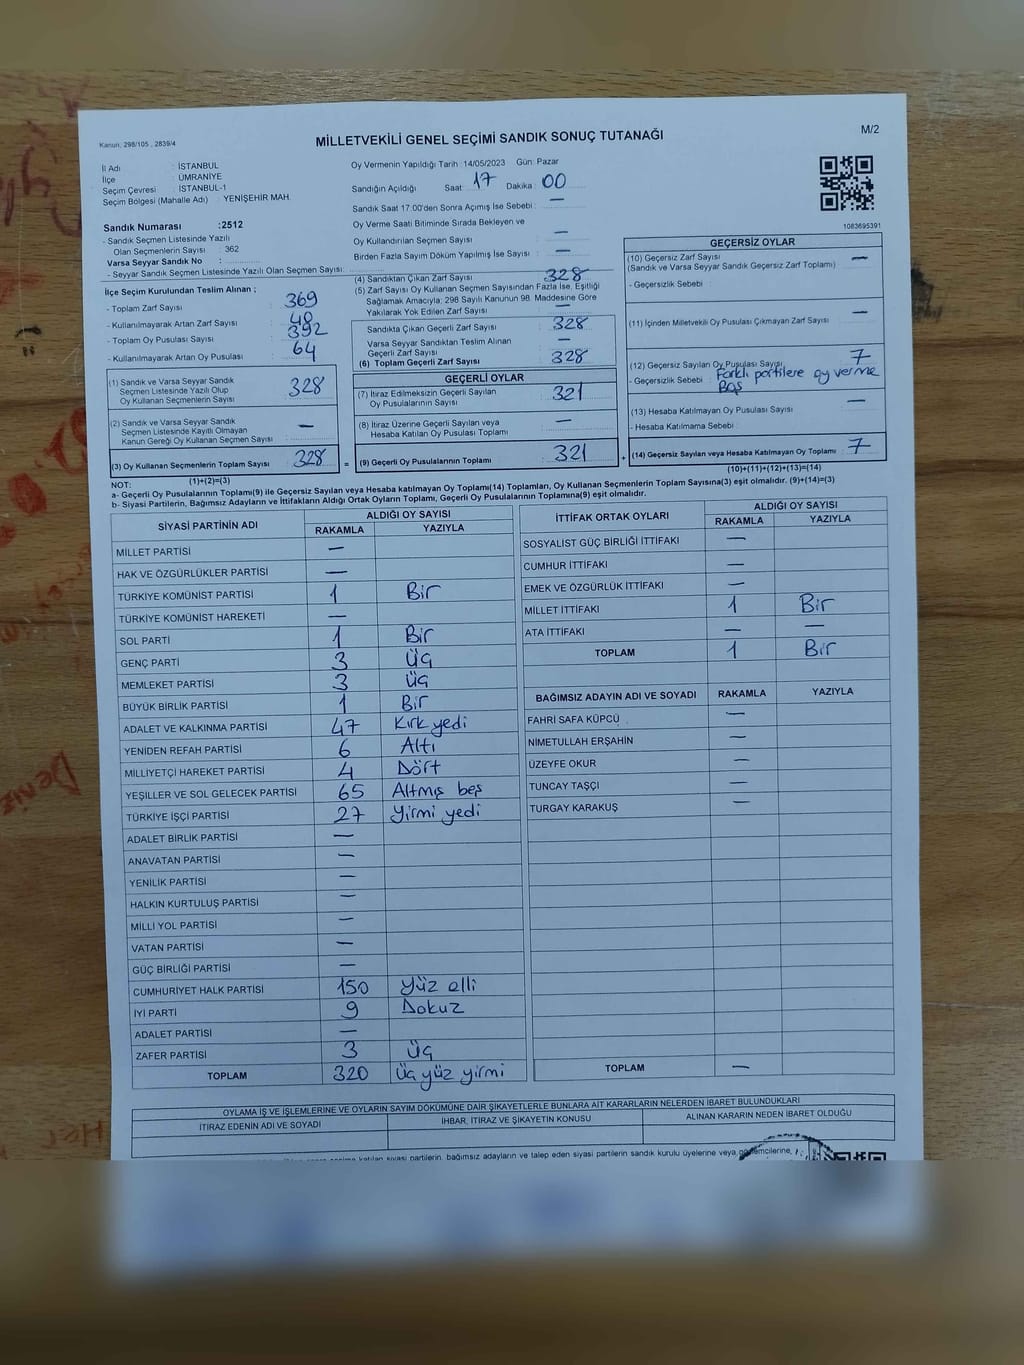 Kanun, 298/105 , 2839/4
MİLLETVEKİLİ GENEL SEÇİMİ SANDIK SONUÇ TUTANAĞI
M/2
İl Adı : İSTANBUL
İlçe : ÜMRANİYE
Seçim Çevresi : İSTANBUL-1
Seçim Bölgesi (Mahalle Adı) : YENİŞEHİR MAH.
Sandık Numarası :2512
- Sandık Seçmen Listesinde Yazılı
Olan Seçmenlerin Sayısı : 362
Varsa Seyyar Sandık No :
- Seyyar Sandık Seçmen Listesinde Yazılı Olan Seçmen Sayısı:
Oy Vermenin Yapıldığı Tarih : 14/05/2023 Gün: Pazar
Sandığın Açıldığı Saat: 17 Dakika : 00
Sandık Saat 17:00'den Sonra Açılmış İse Sebebi : —
Oy Verme Saati Bitiminde Sırada Bekleyen ve
Oy Kullandırılan Seçmen Sayısı —
Birden Fazla Sayım Döküm Yapılmış İse Sayısı : —
1083695391
İlçe Seçim Kurulundan Teslim Alınan ;
- Toplam Zarf Sayısı : 369
- Kullanılmayarak Artan Zarf Sayısı : 40
- Toplam Oy Pusulası Sayısı : 392
- Kullanılmayarak Artan Oy Pusulası : 64
(4) Sandıktan Çıkan Zarf Sayısı : 328
(5) Zarf Sayısı Oy Kullanan Seçmen Sayısından Fazla İse, Eşitliği
Sağlamak Amacıyla; 298 Sayılı Kanunun 98. Maddesine Göre
Yakılarak Yok Edilen Zarf Sayısı : —
Sandıkta Çıkan Geçerli Zarf Sayısı : 328
Varsa Seyyar Sandıktan Teslim Alınan
Geçerli Zarf Sayısı : —
(6) Toplam Geçerli Zarf Sayısı : 328
GEÇERSİZ OYLAR
(10) Geçersiz Zarf Sayısı : —
(Sandık ve Varsa Seyyar Sandık Geçersiz Zarf Toplamı)
- Geçersizlik Sebebi :
(11) İçinden Milletvekili Oy Pusulası Çıkmayan Zarf Sayısı : —
(12) Geçersiz Sayılan Oy Pusulası Sayısı : 7
- Geçersizlik Sebebi : Farklı partilere oy verme
(13) Hesaba Katılmayan Oy Pusulası Sayısı : —
- Hesaba Katılmama Sebebi :
(14) Geçersiz Sayılan veya Hesaba Katılmayan Oy Toplamı : 7
(10)+(11)+(12)+(13)=(14)
(1) Sandık ve Varsa Seyyar Sandık
Seçmen Listesinde Yazılı Olup
Oy Kullanan Seçmenlerin Sayısı : 328
(2) Sandık ve Varsa Seyyar Sandık
Seçmen Listesinde Kayıtlı Olmayan
Kanun Gereği Oy Kullanan Seçmen Sayısı : —
(3) Oy Kullanan Seçmenlerin Toplam Sayısı : 328
(1)+(2)=(3)
GEÇERLİ OYLAR
(7) İtiraz Edilmeksizin Geçerli Sayılan
Oy Pusulalarının Sayısı : 321
(8) İtiraz Üzerine Geçerli Sayılan veya
Hesaba Katılan Oy Pusulası Toplamı : —
= (9) Geçerli Oy Pusulalarının Toplamı : 321 +
NOT:
a- Geçerli Oy Pusulalarının Toplamı(9) ile Geçersiz Sayılan veya Hesaba Katılmayan Oy Toplamı(14) Toplamları, Oy Kullanan Seçmenlerin Toplam Sayısına(3) eşit olmalıdır. (9)+(14)=(3)
b- Siyasi Partilerin, Bağımsız Adayların ve İttifakların Aldığı Ortak Oyların Toplamı, Geçerli Oy Pusulalarının Toplamına(9) eşit olmalıdır.
SİYASİ PARTİNİN ADI ALDIĞI OY SAYISI
RAKAMLA YAZIYLA
MİLLET PARTİSİ —
HAK VE ÖZGÜRLÜKLER PARTİSİ —
TÜRKİYE KOMÜNİST PARTİSİ 1 Bir
TÜRKİYE KOMÜNİST HAREKETİ —
SOL PARTİ 1 Bir
GENÇ PARTİ 3 Üç
MEMLEKET PARTİSİ 3 Üç
BÜYÜK BİRLİK PARTİSİ 1 Bir
ADALET VE KALKINMA PARTİSİ 47 Kırk yedi
YENİDEN REFAH PARTİSİ 6 Altı
MİLLİYETÇİ HAREKET PARTİSİ 4 Dört
YEŞİLLER VE SOL GELECEK PARTİSİ 65 Altmış beş
TÜRKİYE İŞÇİ PARTİSİ 27 Yirmi yedi
ADALET BİRLİK PARTİSİ —
ANAVATAN PARTİSİ —
YENİLİK PARTİSİ —
HALKIN KURTULUŞ PARTİSİ —
MİLLİ YOL PARTİSİ —
VATAN PARTİSİ —
GÜÇ BİRLİĞİ PARTİSİ —
CUMHURİYET HALK PARTİSİ 150 Yüz elli
İYİ PARTİ 9 Dokuz
ADALET PARTİSİ —
ZAFER PARTİSİ 3 Üç
TOPLAM 320 Üç yüz yirmi
İTTİFAK ORTAK OYLARI ALDIĞI OY SAYISI
RAKAMLA YAZIYLA
SOSYALİST GÜÇ BİRLİĞİ İTTİFAKI —
CUMHUR İTTİFAKI —
EMEK VE ÖZGÜRLÜK İTTİFAKI —
MİLLET İTTİFAKI 1 Bir
ATA İTTİFAKI — —
TOPLAM 1 Bir
BAĞIMSIZ ADAYIN ADI VE SOYADI RAKAMLA YAZIYLA
FAHRİ SAFA KÜPCÜ —
NİMETULLAH ERŞAHİN —
ÜZEYFE OKUR —
TUNCAY TAŞÇI —
TURGAY KARAKUŞ —
TOPLAM —
OYLAMA İŞ VE İŞLEMLERİNE VE OYLARIN SAYIM DÖKÜMÜNE DAİR ŞİKAYETLERLE BUNLARA AİT KARARLARIN NELERDEN İBARET BULUNDUKLARI
İTİRAZ EDENİN ADI VE SOYADI İHBAR, İTİRAZ VE ŞİKAYETİN KONUSU ALINAN KARARIN NEDEN İBARET OLDUĞU
katılan siyasi partilerin, bağımsız adayların ve talep eden siyasi partilerin sandık kurulu üyelerine veya